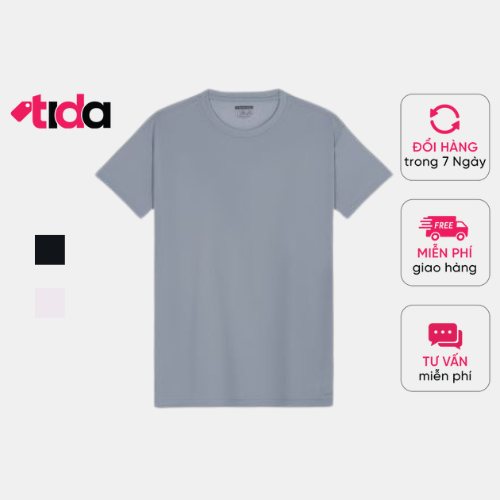 tida
ĐỔI HÀNG
trong 7 Ngày
FREE
MIỄN PHÍ
giao hàng
TƯ VẤN
miễn phí